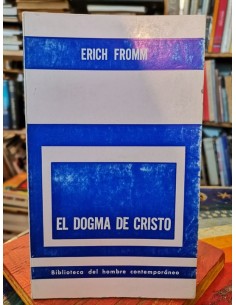 ERICH FROMM
EL DOGMA DE CRISTO
Biblioteca del hombre contemporáneo